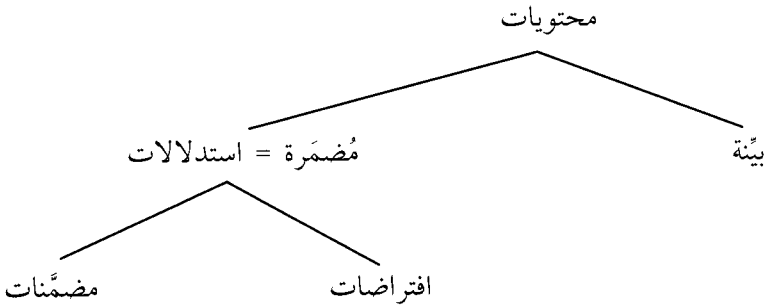 محتويات
بيِّنة
مُضمَرة = استدلالات
افتراضات
مضمَّنات